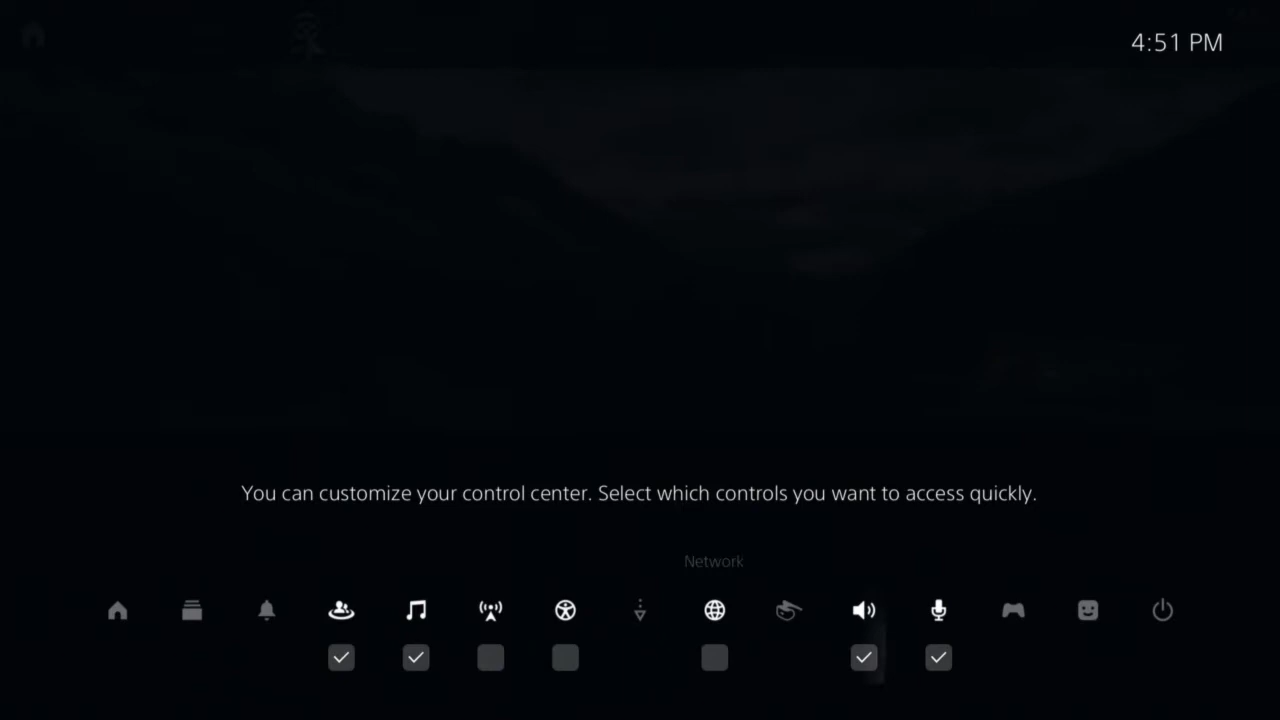 4:51 PM
You can customize your control center. Select which controls you want to access quickly.
Network